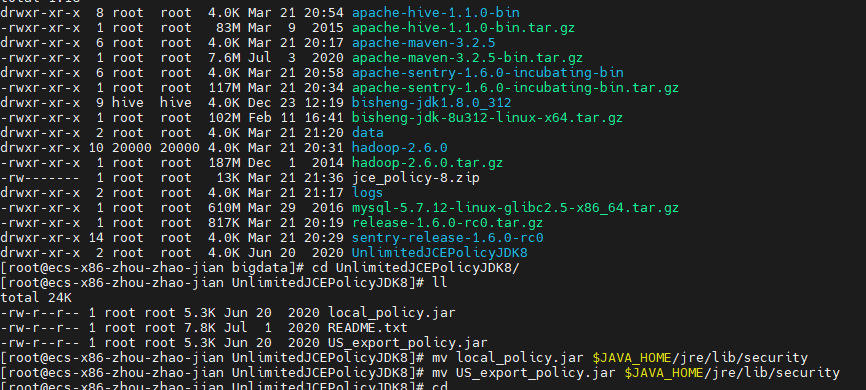 drwxr-xr-x 8 root root 4.0K Mar 21 20:54 apache-hive-1.1.0-bin
-rwxr-xr-x 1 root root 83M Mar 9 2015 apache-hive-1.1.0-bin.tar.gz
drwxr-xr-x 6 root root 4.0K Mar 21 20:17 apache-maven-3.2.5
-rwxr-xr-x 1 root root 7.6M Jul 3 2020 apache-maven-3.2.5-bin.tar.gz
drwxr-xr-x 6 root root 4.0K Mar 21 20:58 apache-sentry-1.6.0-incubating-bin
-rwxr-xr-x 1 root root 117M Mar 21 20:34 apache-sentry-1.6.0-incubating-bin.tar.gz
drwxr-xr-x 9 hive hive 4.0K Dec 23 12:19 bisheng-jdk1.8.0_312
-rwxr-xr-x 1 root root 102M Feb 11 16:41 bisheng-jdk-8u312-linux-x64.tar.gz
drwxr-xr-x 2 root root 4.0K Mar 21 21:20 data
drwxr-xr-x 10 20000 20000 4.0K Mar 21 20:31 hadoop-2.6.0
-rwxr-xr-x 1 root root 187M Dec 1 2014 hadoop-2.6.0.tar.gz
-rw------- 1 root root 13K Mar 21 21:36 jce_policy-8.zip
drwxr-xr-x 2 root root 4.0K Mar 21 21:17 logs
-rwxr-xr-x 1 root root 610M Mar 29 2016 mysql-5.7.12-linux-glibc2.5-x86_64.tar.gz
-rwxr-xr-x 1 root root 817K Mar 21 20:19 release-1.6.0-rc0.tar.gz
drwxr-xr-x 14 root root 4.0K Mar 21 20:29 sentry-release-1.6.0-rc0
drwxr-xr-x 2 root root 4.0K Jun 20 2020 UnlimitedJCEPolicyJDK8
[root@ecs-x86-zhou-zhao-jian bigdata]# cd UnlimitedJCEPolicyJDK8/
[root@ecs-x86-zhou-zhao-jian UnlimitedJCEPolicyJDK8]# ll
total 24K
-rw-r--r-- 1 root root 5.3K Jun 20 2020 local_policy.jar
-rw-r--r-- 1 root root 7.8K Jul 1 2020 README.txt
-rw-r--r-- 1 root root 5.3K Jun 20 2020 US_export_policy.jar
[root@ecs-x86-zhou-zhao-jian UnlimitedJCEPolicyJDK8]# mv local_policy.jar $JAVA_HOME/jre/lib/security
[root@ecs-x86-zhou-zhao-jian UnlimitedJCEPolicyJDK8]# mv US_export_policy.jar $JAVA_HOME/jre/lib/security
[root@ecs-x86-zhou-zhao-jian UnlimitedJCEPolicyJDK8]# cd